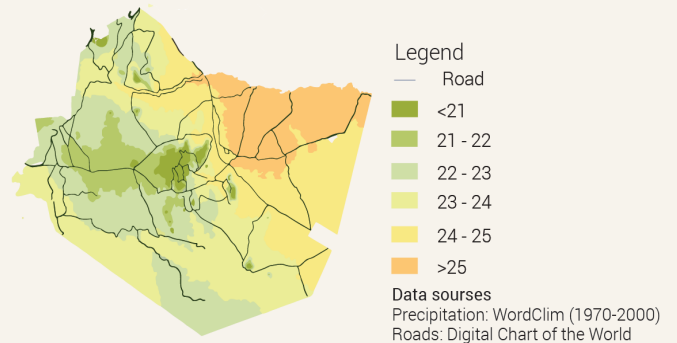 Legend
Road
<21
21 - 22
22 - 23
23 - 24
24 - 25
>25
Data sourses
Precipitation: WordClim (1970-2000)
Roads: Digital Chart of the World